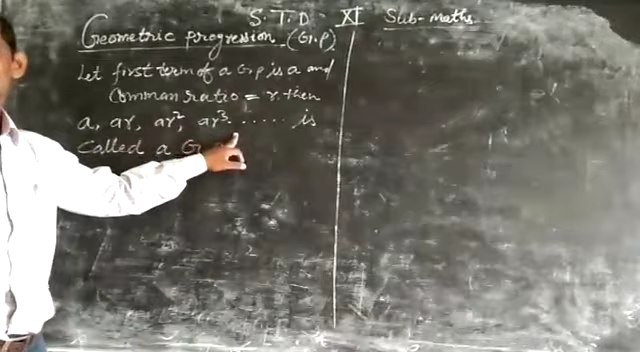 S.T.D - XI Sub-maths
Geometric progression (G.P)
Let first term of a G.P is a and
Common ratio = r. then
a, ar, ar², ar³...... is
Called a G